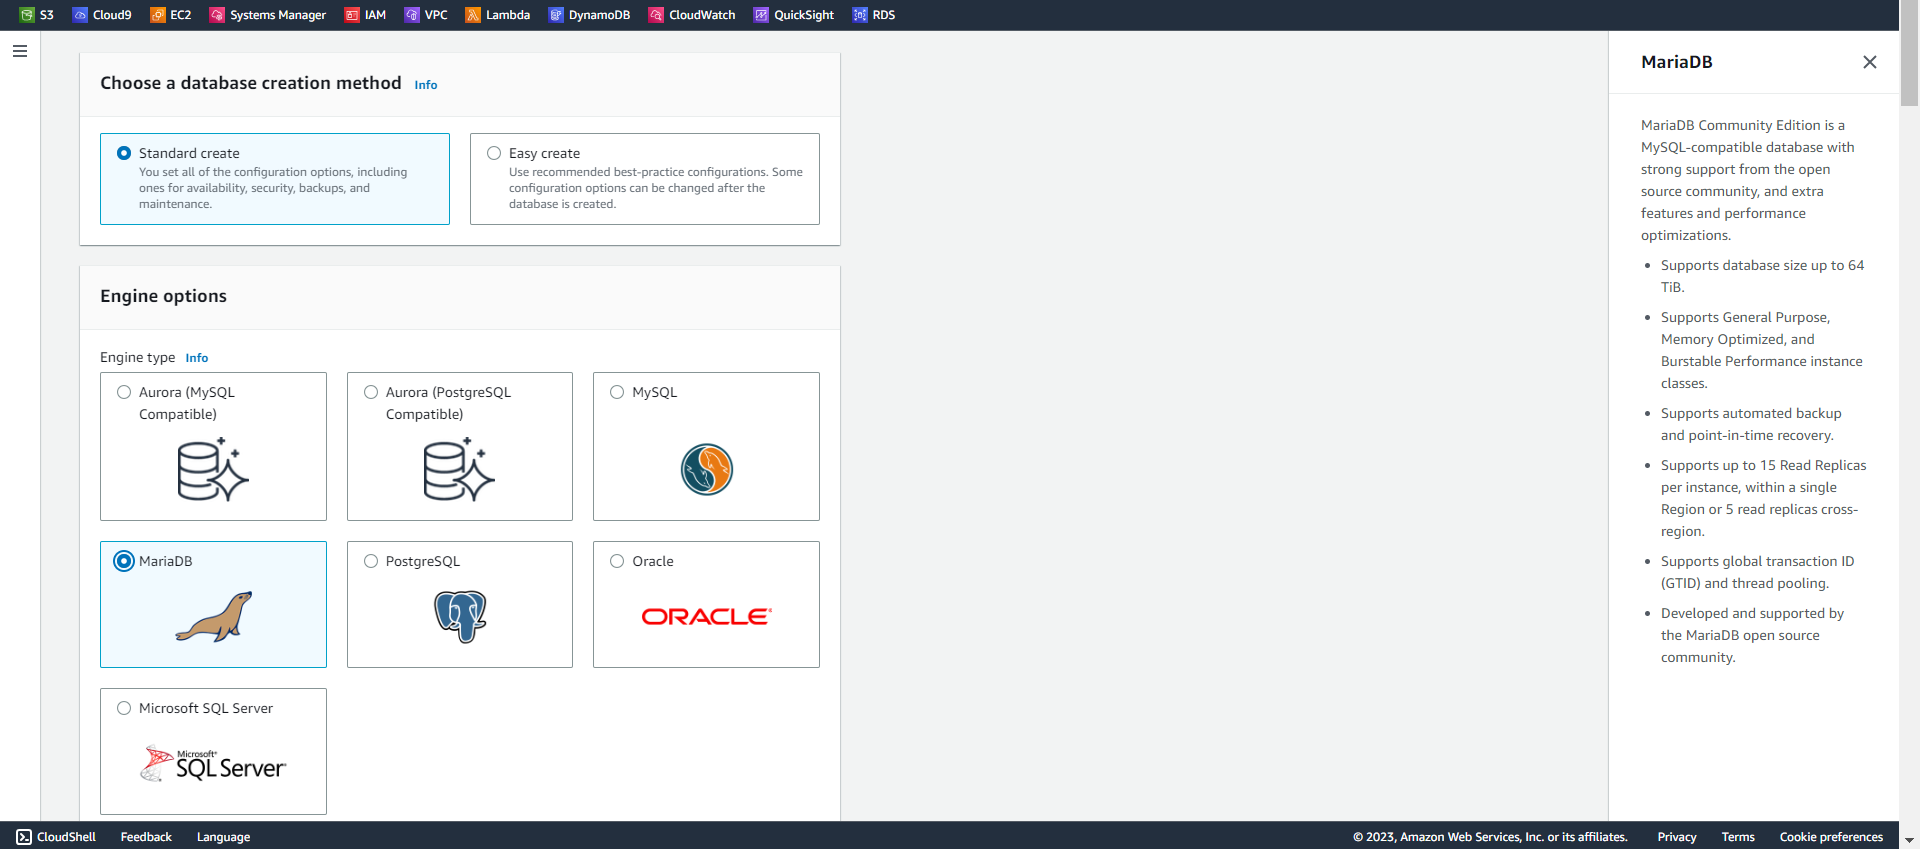 S3 Cloud9 EC2 Systems Manager IAM VPC Lambda DynamoDB CloudWatch QuickSight RDS
Choose a database creation method Info
Standard create
You set all of the configuration options, including
ones for availability, security, backups, and
maintenance.
Easy create
Use recommended best-practice configurations. Some
configuration options can be changed after the
database is created.
Engine options
Engine type Info
Aurora (MySQL
Compatible)
Aurora (PostgreSQL
Compatible)
MySQL
MariaDB
PostgreSQL
Oracle
ORACLE®
Microsoft SQL Server
Microsoft®
SQL Server®
MariaDB
MariaDB Community Edition is a
MySQL-compatible database with
strong support from the open
source community, and extra
features and performance
optimizations.
• Supports database size up to 64
TiB.
• Supports General Purpose,
Memory Optimized, and
Burstable Performance instance
classes.
• Supports automated backup
and point-in-time recovery.
• Supports up to 15 Read Replicas
per instance, within a single
Region or 5 read replicas cross-
region.
• Supports global transaction ID
(GTID) and thread pooling.
• Developed and supported by
the MariaDB open source
community.
CloudShell Feedback Language © 2023, Amazon Web Services, Inc. or its affiliates. Privacy Terms Cookie preferences